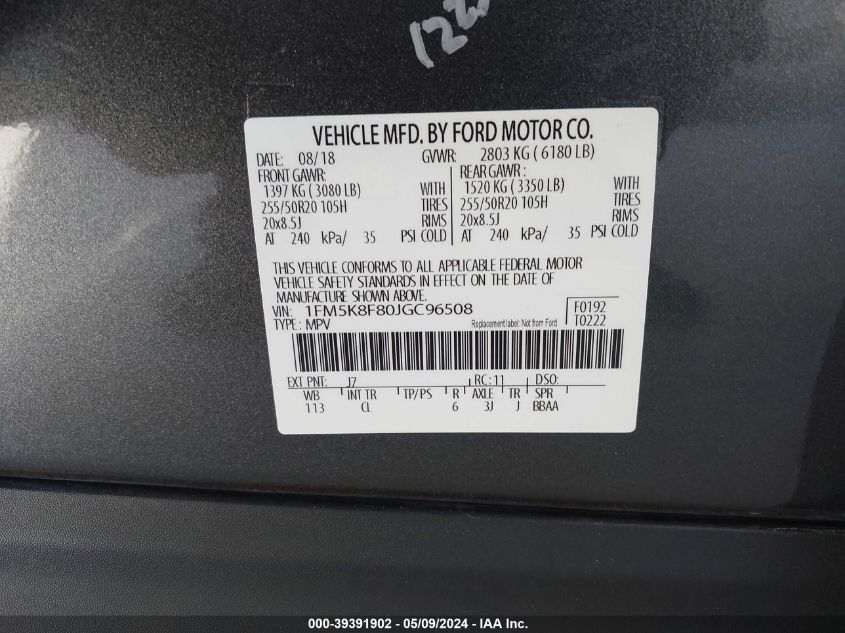 122
VEHICLE MFD. BY FORD MOTOR CO.
DATE: 08/18 GVWR: 2803 KG ( 6180 LB)
FRONT GAWR: REAR GAWR :
1397 KG ( 3080 LB) WITH 1520 KG ( 3350 LB) WITH
255/50R20 105H TIRES 255/50R20 105H TIRES
20x8.5J RIMS 20x8.5J RIMS
AT 240 kPa/ 35 PSI COLD AT 240 kPa/ 35 PSI COLD
THIS VEHICLE CONFORMS TO ALL APPLICABLE FEDERAL MOTOR
VEHICLE SAFETY STANDARDS IN EFFECT ON THE DATE OF
MANUFACTURE SHOWN ABOVE.
VIN: 1FM5K8F80JGC96508 F0192
TYPE: MPV Replacement label: Not from Ford T0222
EXT PNT: J7 RC: 11 DSO:
WB INT TR TP/PS R AXLE TR SPR
113 CL 6 3J J BBAA
000-39391902 - 05/09/2024 - IAA Inc.